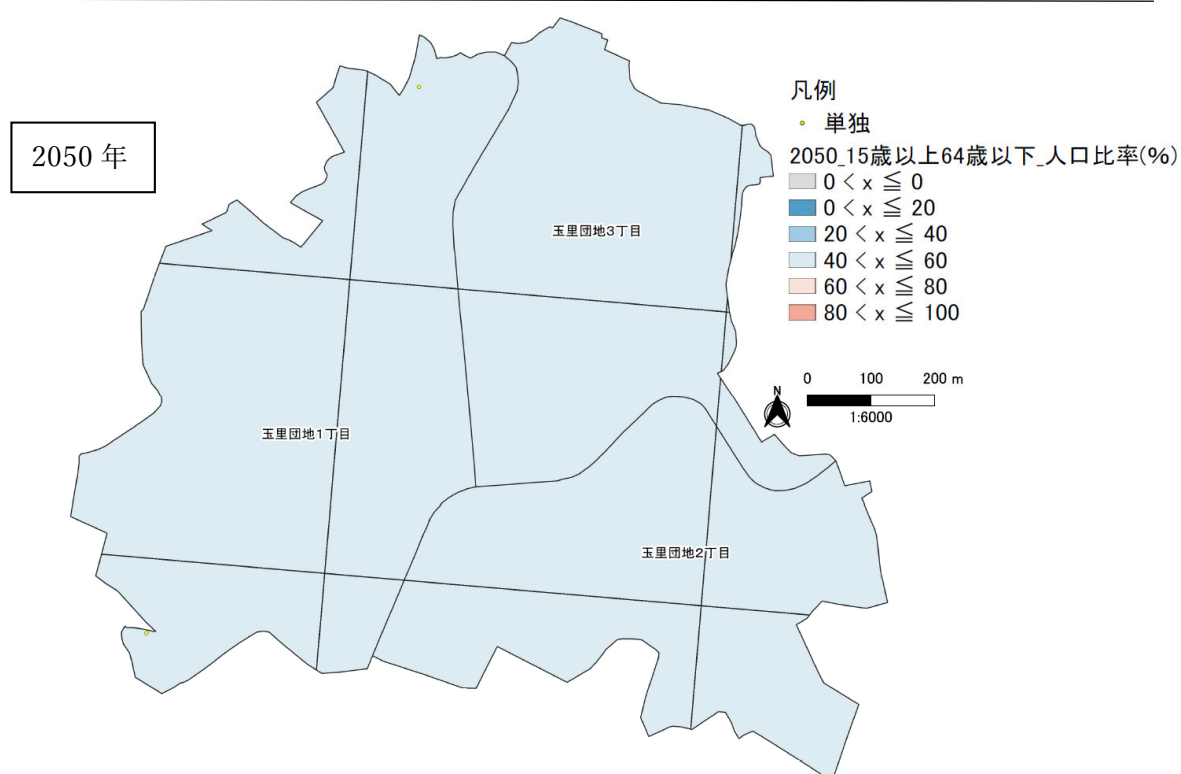 2050 年
凡例
単独
2050_15歳以上64歳以下_人口比率(%)
0 < x ≦ 0
0 < x ≦ 20
20 < x ≦ 40
40 < x ≦ 60
60 < x ≦ 80
80 < x ≦ 100
玉里団地3丁目
N
0 100 200 m
1:6000
玉里団地1丁目
玉里団地2丁目